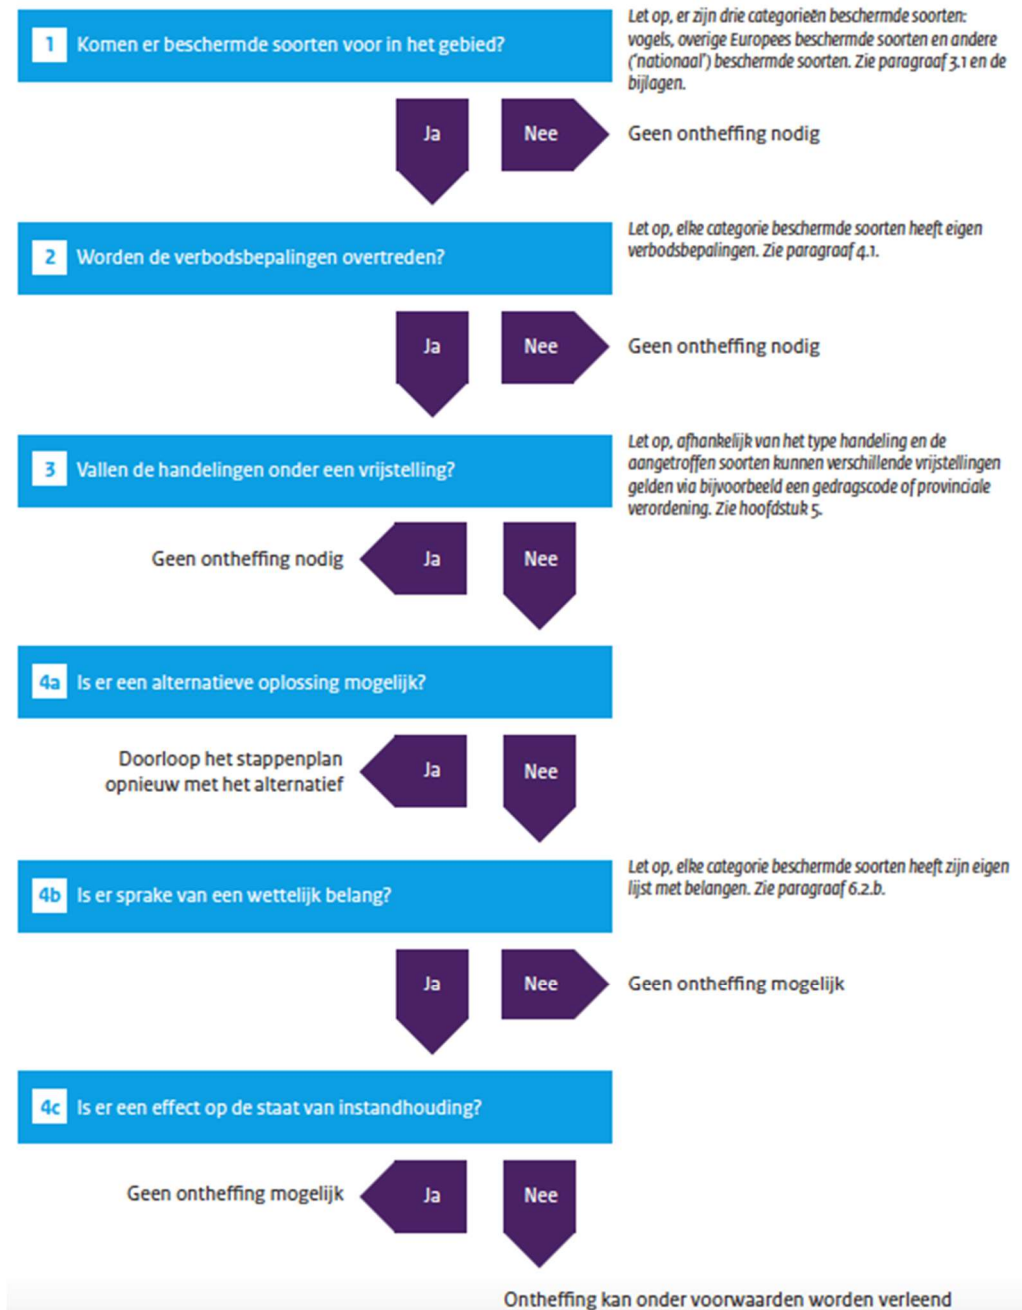 1 Komen er beschermde soorten voor in het gebied?
Let op, er zijn drie categorieën beschermde soorten:
vogels, overige Europees beschermde soorten en andere
('nationaal') beschermde soorten. Zie paragraaf 3.1 en de
bijlagen.
Ja
Nee
Geen ontheffing nodig
2 Worden de verbodsbepalingen overtreden?
Let op, elke categorie beschermde soorten heeft eigen
verbodsbepalingen. Zie paragraaf 4.1.
Ja
Nee
Geen ontheffing nodig
3 Vallen de handelingen onder een vrijstelling?
Let op, afhankelijk van het type handeling en de
aangetroffen soorten kunnen verschillende vrijstellingen
gelden via bijvoorbeeld een gedragscode of provinciale
verordening. Zie hoofdstuk 5.
Geen ontheffing nodig
Ja
Nee
4a Is er een alternatieve oplossing mogelijk?
Doorloop het stappenplan
opnieuw met het alternatief
Ja
Nee
4b Is er sprake van een wettelijk belang?
Let op, elke categorie beschermde soorten heeft zijn eigen
lijst met belangen. Zie paragraaf 6.2.b.
Ja
Nee
Geen ontheffing mogelijk
4c Is er een effect op de staat van instandhouding?
Geen ontheffing mogelijk
Ja
Nee
Ontheffing kan onder voorwaarden worden verleend